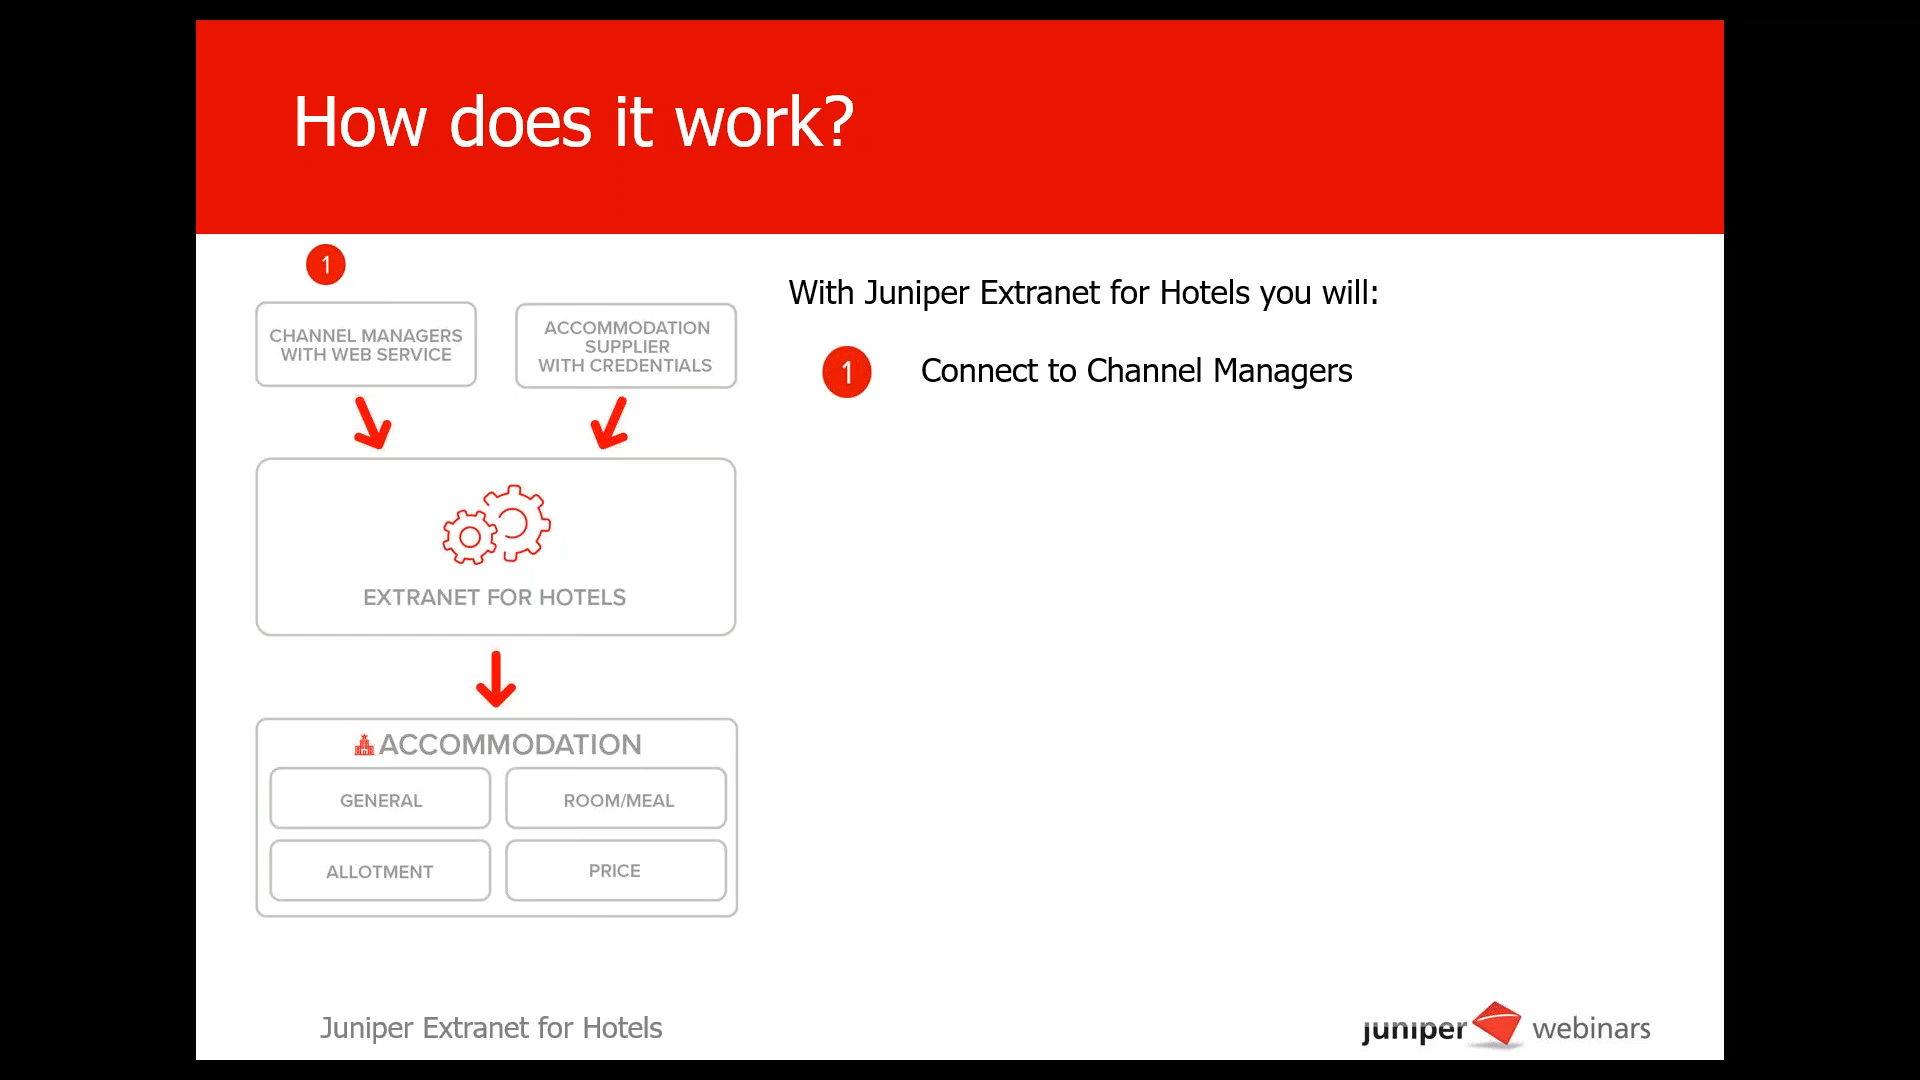 How does it work?
1
CHANNEL MANAGERS
WITH WEB SERVICE
ACCOMMODATION
SUPPLIER
WITH CREDENTIALS
EXTRANET FOR HOTELS
ACCOMMODATION
GENERAL
ROOM/MEAL
ALLOTMENT
PRICE
With Juniper Extranet for Hotels you will:
1 Connect to Channel Managers
Juniper Extranet for Hotels
juniper webinars